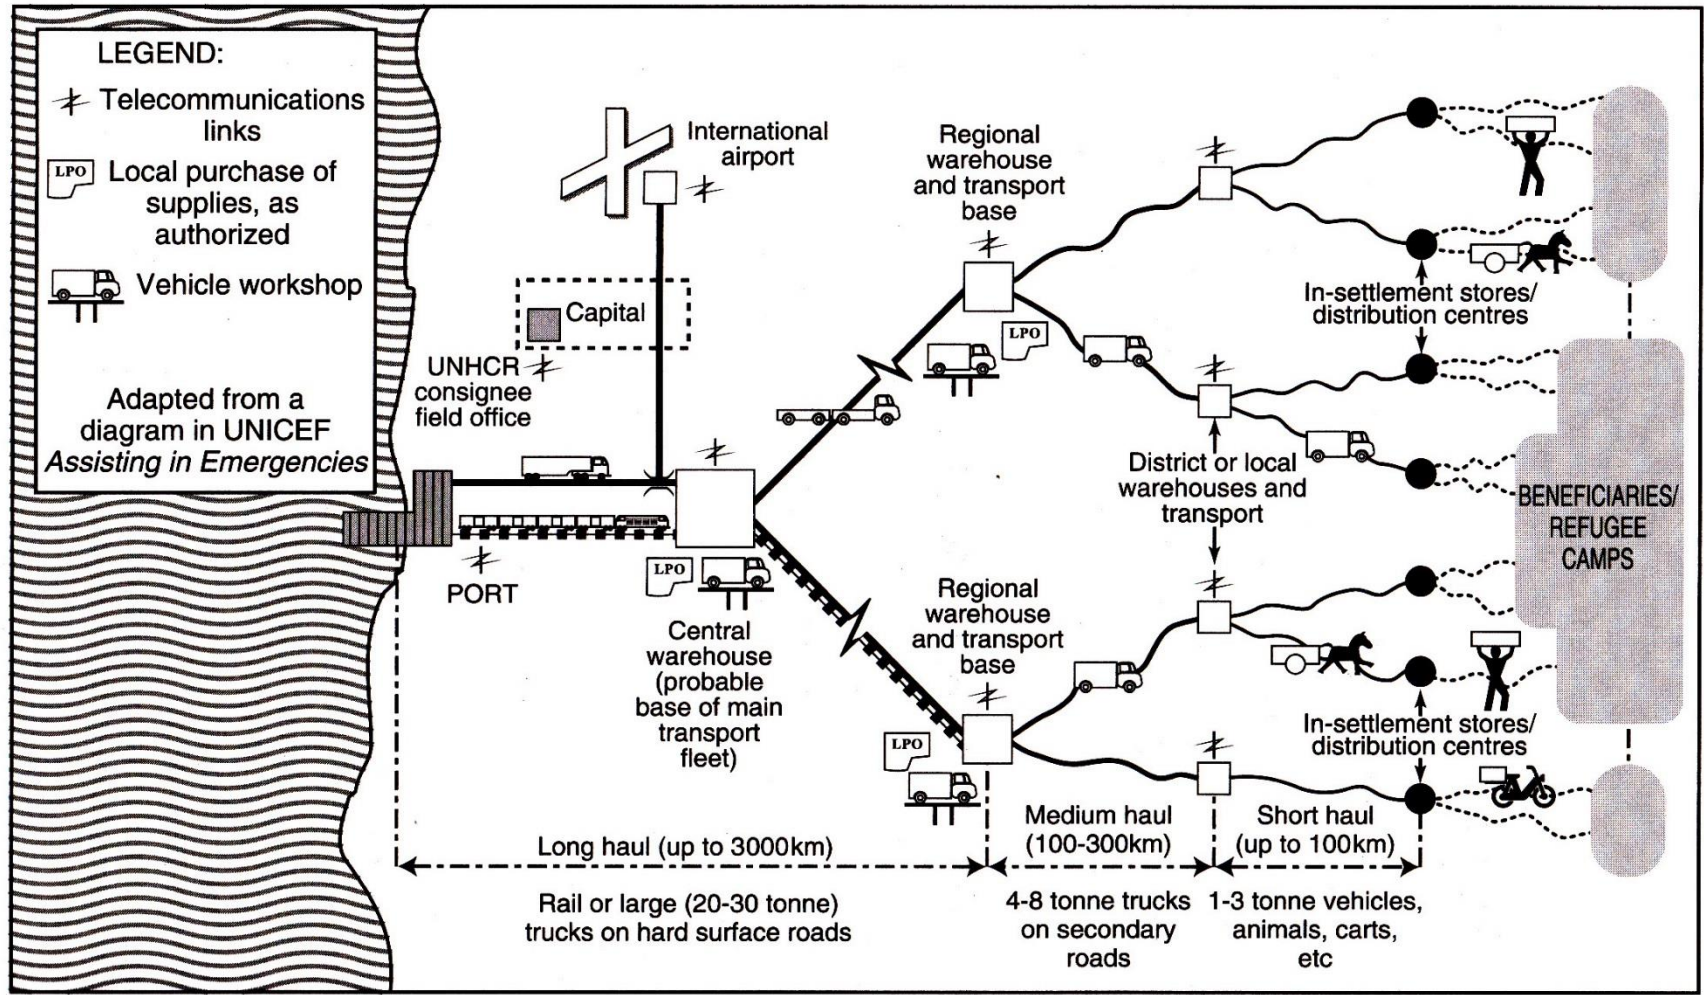 LEGEND:
Telecommunications
links
LPO
Local purchase of
supplies, as
authorized
Vehicle workshop
Adapted from a
diagram in UNICEF
Assisting in Emergencies
International
airport
Capital
UNHCR
consignee
field office
PORT
LPO
Central
warehouse
(probable
base of main
transport
fleet)
Regional
warehouse
and transport
base
LPO
Regional
warehouse
and transport
base
LPO
District or local
warehouses and
transport
In-settlement stores/
distribution centres
In-settlement stores/
distribution centres
BENEFICIARIES/
REFUGEE
CAMPS
Long haul (up to 3000km)
Rail or large (20-30 tonne)
trucks on hard surface roads
Medium haul
(100-300km)
4-8 tonne trucks
on secondary
roads
Short haul
(up to 100km)
1-3 tonne vehicles,
animals, carts,
etc